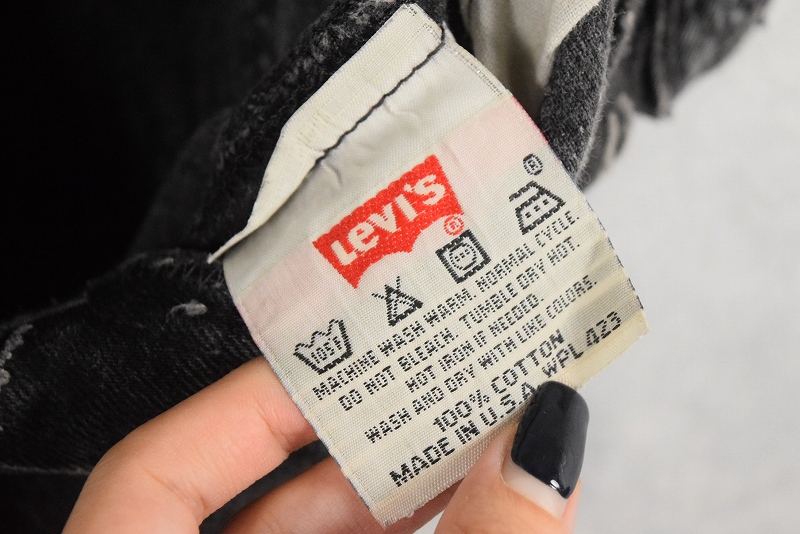 LEVI'S
®
®
105F
MACHINE WASH WARM. NORMAL CYCLE.
DO NOT BLEACH. TUMBLE DRY HOT.
HOT IRON IF NEEDED.
WASH AND DRY WITH LIKE COLORS.
100% COTTON
MADE IN U.S.A. WPL 423